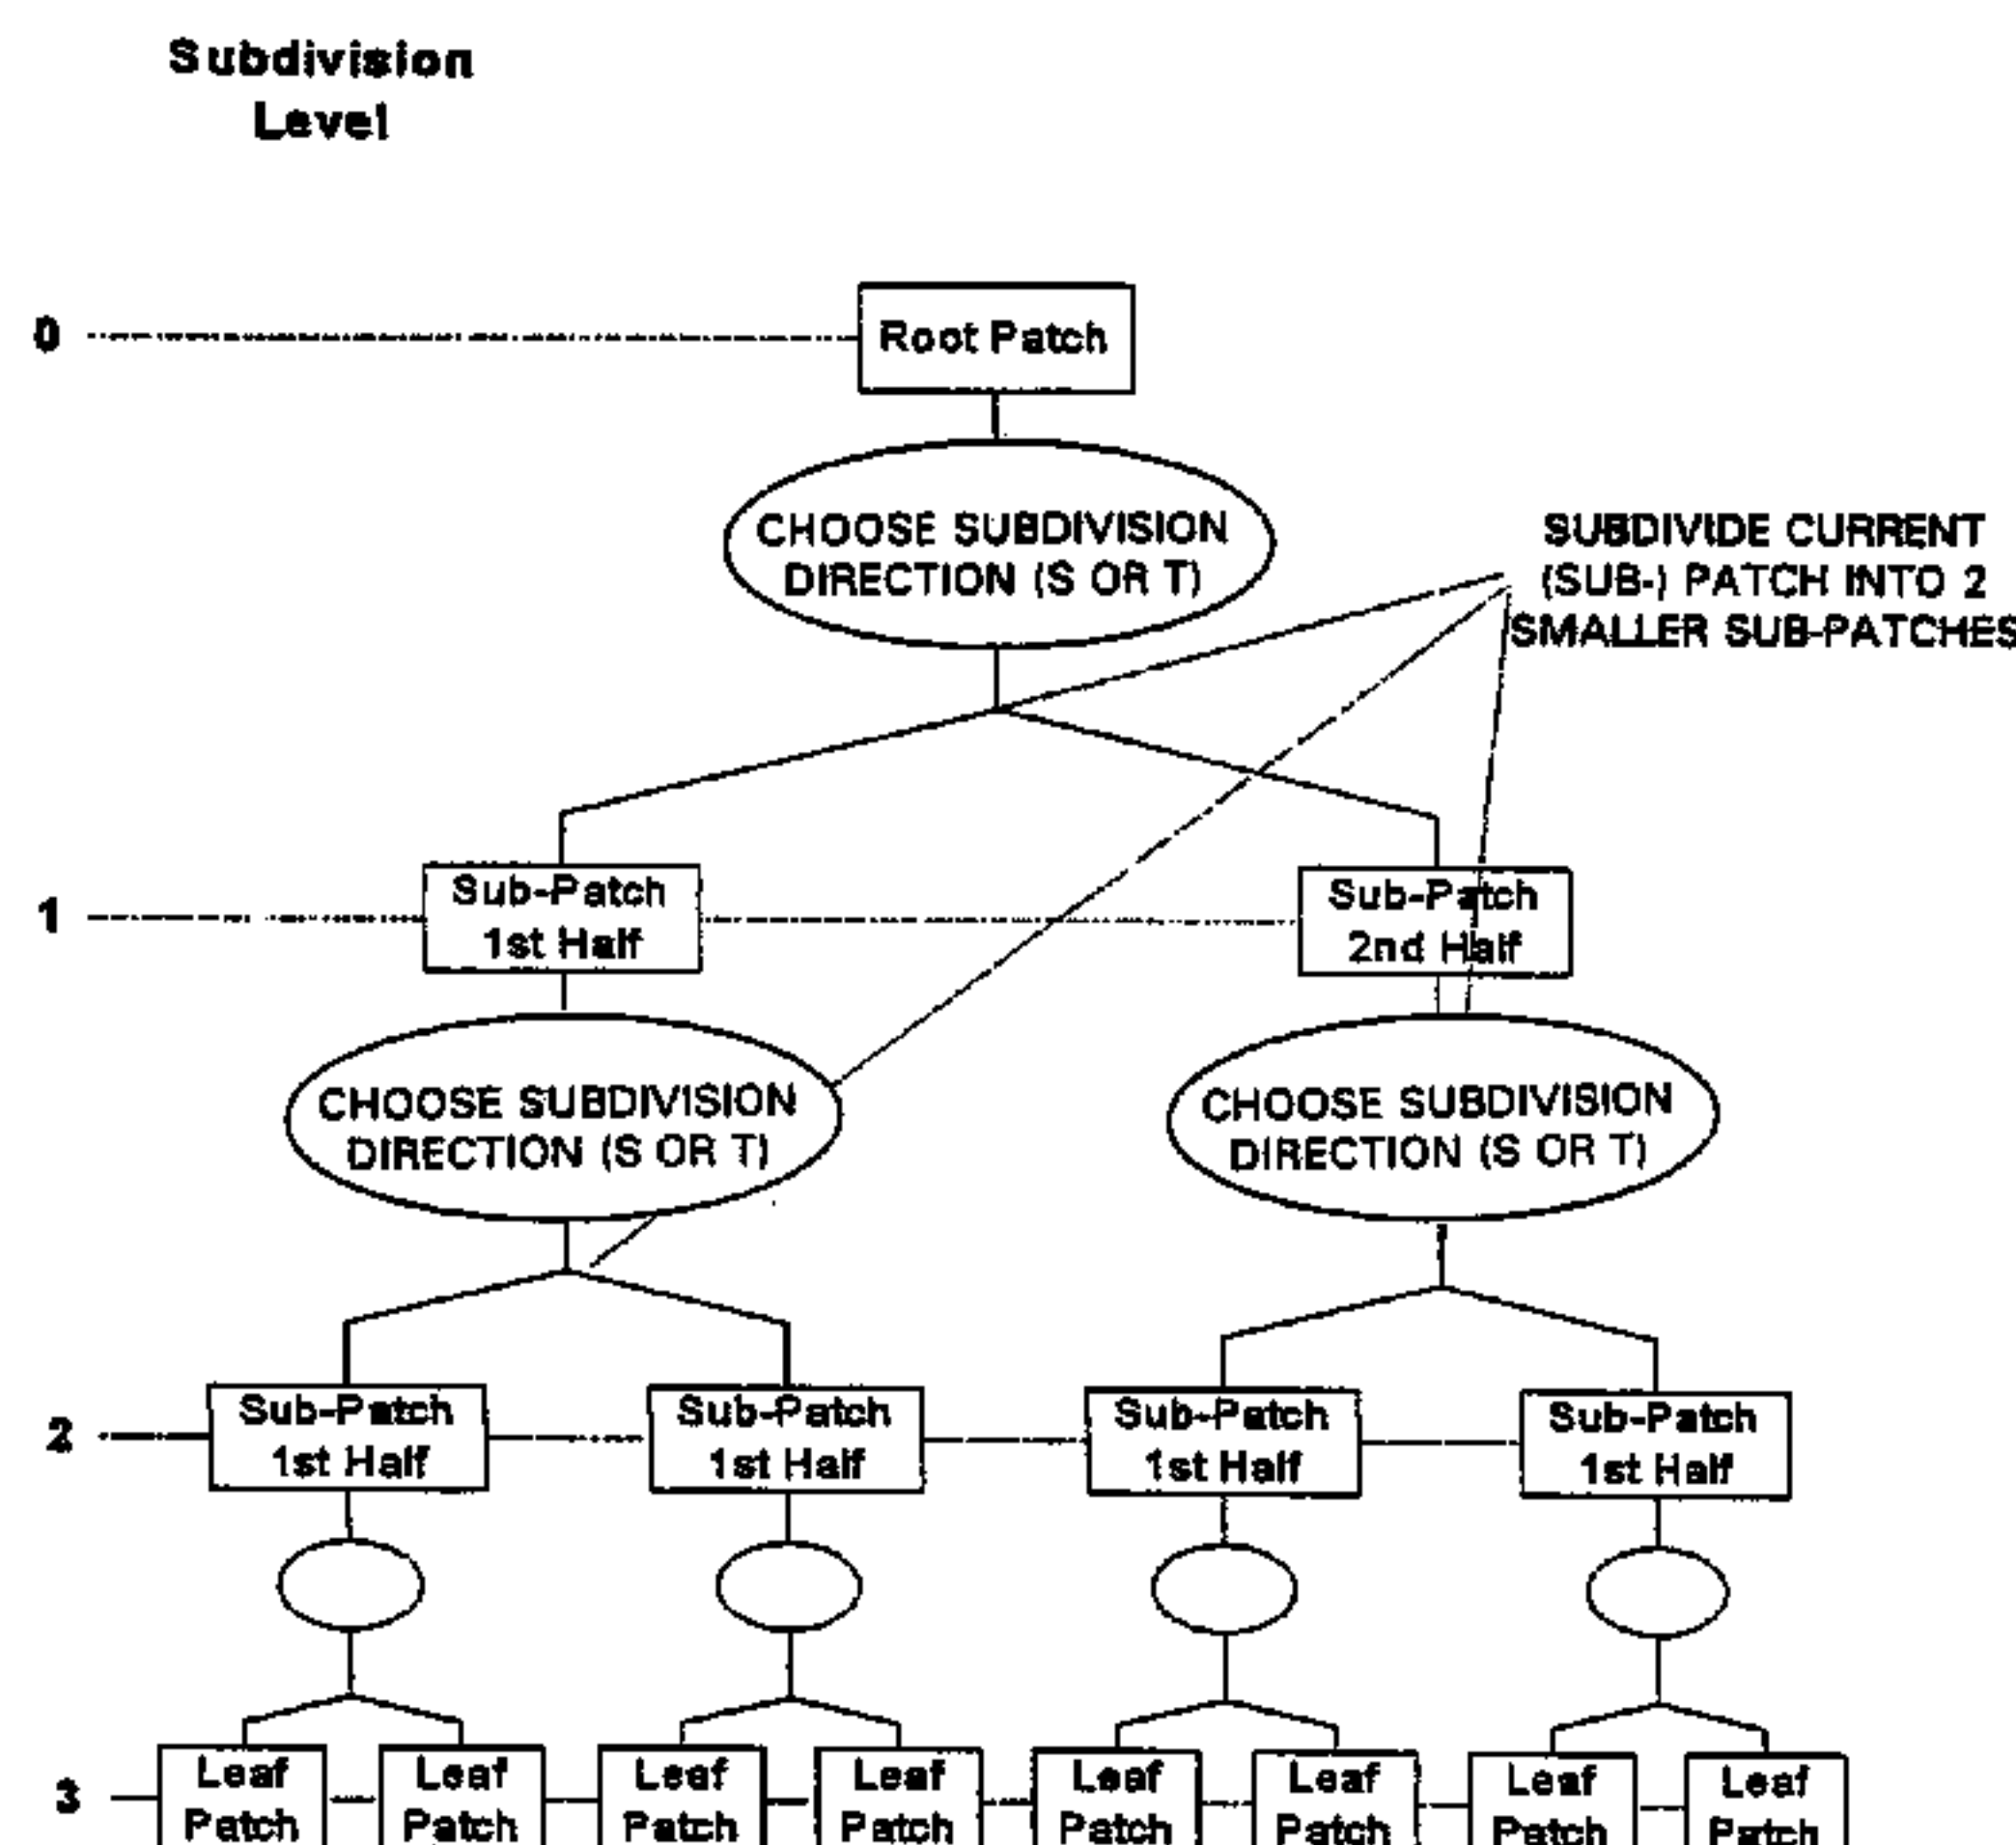 Subdivision
Level
0
Root Patch
CHOOSE SUBDIVISION
DIRECTION (S OR T)
SUBDIVIDE CURRENT
(SUB-) PATCH INTO 2
SMALLER SUB-PATCHES
1
Sub-Patch
1st Half
Sub-Patch
2nd Half
CHOOSE SUBDIVISION
DIRECTION (S OR T)
CHOOSE SUBDIVISION
DIRECTION (S OR T)
2
Sub-Patch
1st Half
Sub-Patch
1st Half
Sub-Patch
1st Half
Sub-Patch
1st Half
3
Leaf
Patch
Leaf
Patch
Leaf
Patch
Leaf
Patch
Leaf
Patch
Leaf
Patch
Leaf
Patch
Leaf
Patch